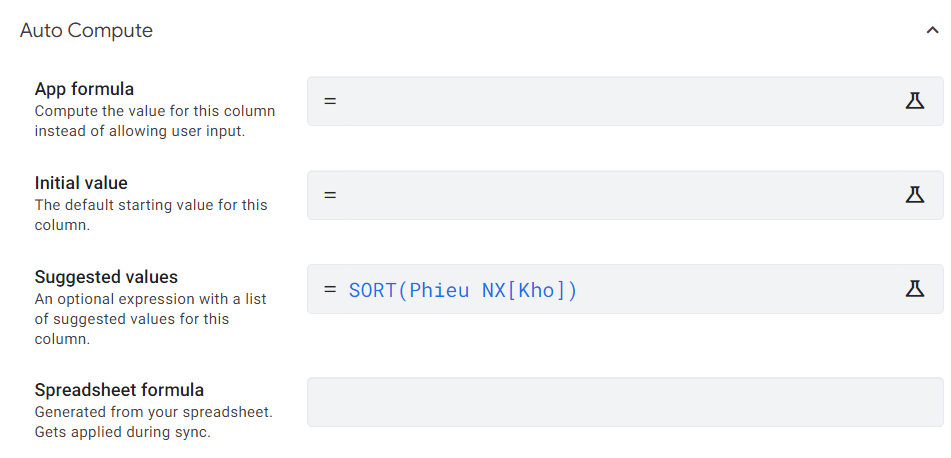 Auto Compute
App formula
Compute the value for this column
instead of allowing user input.
=
Initial value
The default starting value for this
column.
=
Suggested values
An optional expression with a list
of suggested values for this
column.
= SORT(Phieu NX[Kho])
Spreadsheet formula
Generated from your spreadsheet.
Gets applied during sync.